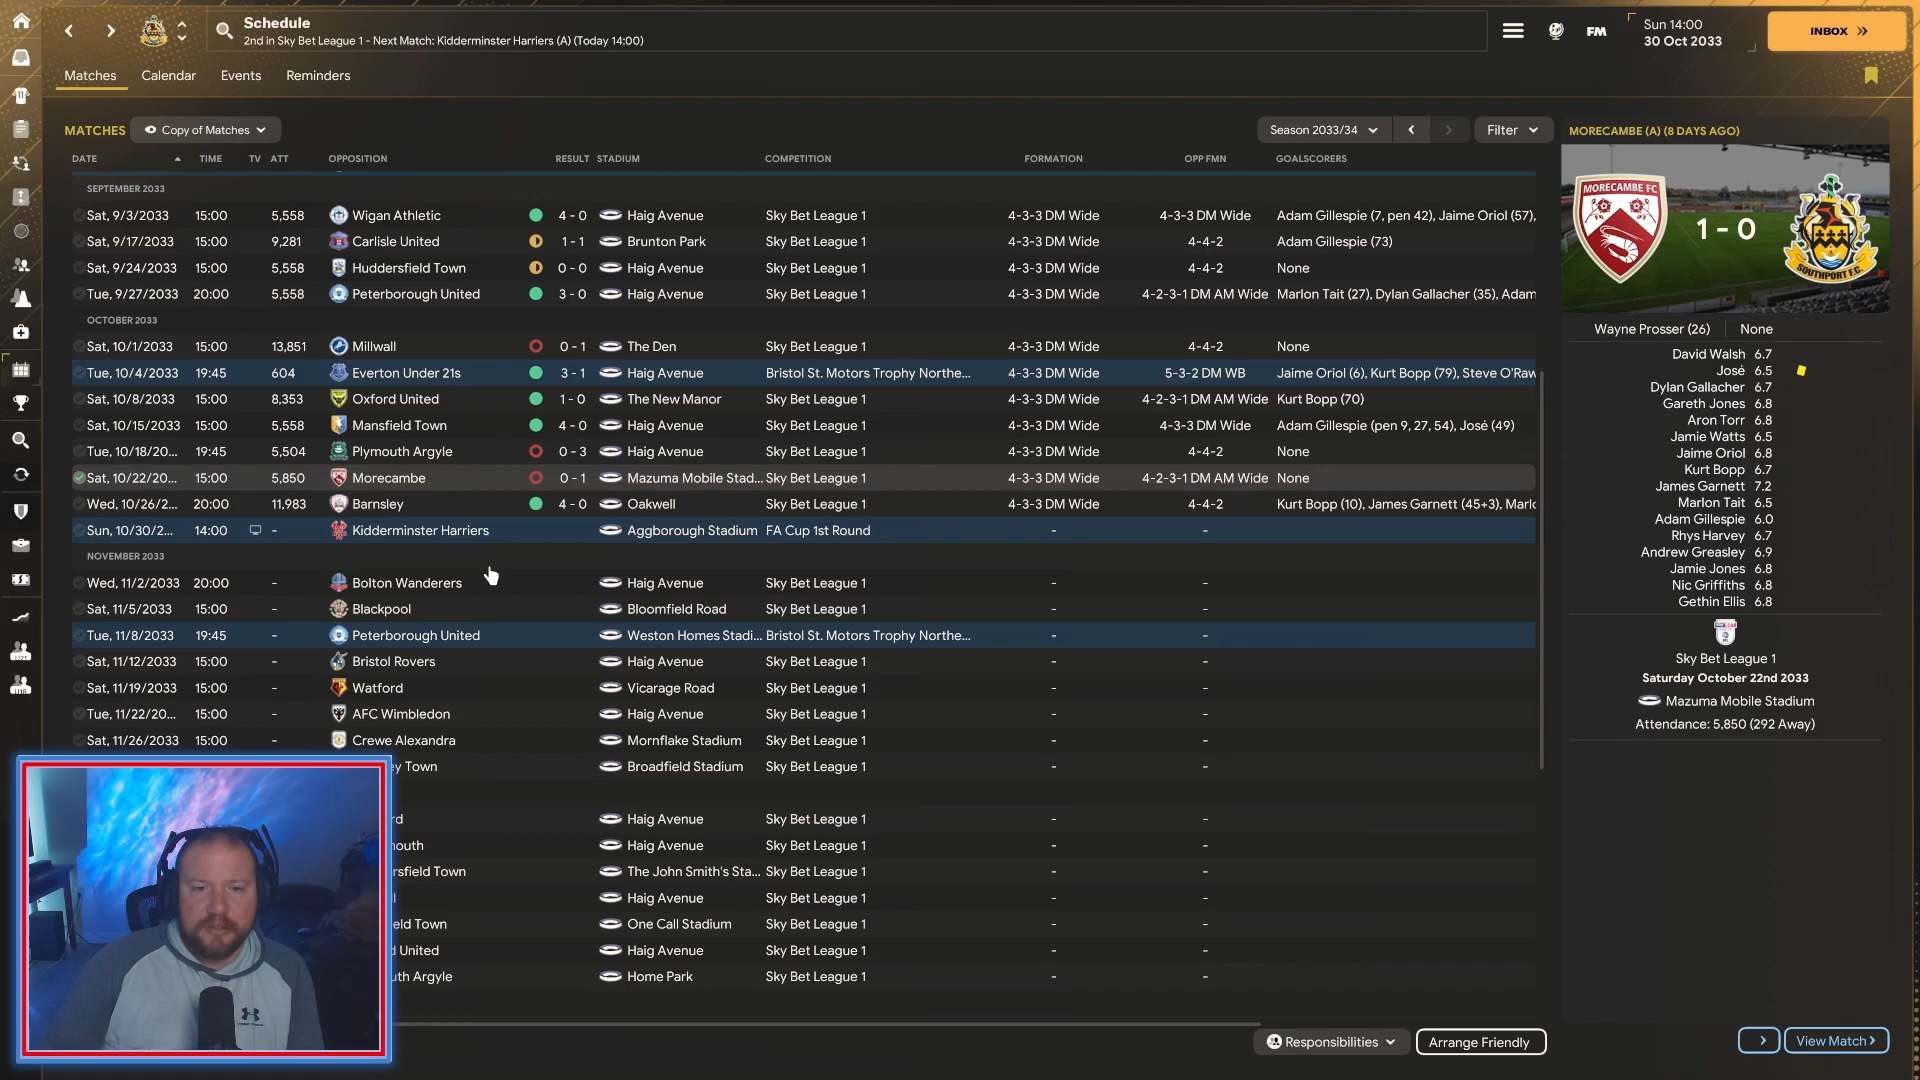 Schedule
2nd in Sky Bet League 1 - Next Match: Kidderminster Harriers (A) (Today 14:00)
FM
Sun 14:00
30 Oct 2033
INBOX
Matches Calendar Events Reminders
MATCHES Copy of Matches Season 2033/34 Filter
DATE TIME TV ATT OPPOSITION RESULT STADIUM COMPETITION FORMATION OPP FMN GOALSCORERS
SEPTEMBER 2033
Sat, 9/3/2033 15:00 5,558 Wigan Athletic 4 - 0 Haig Avenue Sky Bet League 1 4-3-3 DM Wide 4-3-3 DM Wide Adam Gillespie (7, pen 42), Jaime Oriol (57),
Sat, 9/17/2033 15:00 9,281 Carlisle United 1 - 1 Brunton Park Sky Bet League 1 4-3-3 DM Wide 4-4-2 Adam Gillespie (73)
Sat, 9/24/2033 15:00 5,558 Huddersfield Town 0 - 0 Haig Avenue Sky Bet League 1 4-3-3 DM Wide 4-4-2 None
Tue, 9/27/2033 20:00 5,558 Peterborough United 3 - 0 Haig Avenue Sky Bet League 1 4-3-3 DM Wide 4-2-3-1 DM AM Wide Marlon Tait (27), Dylan Gallacher (35), Adam
OCTOBER 2033
Sat, 10/1/2033 15:00 13,851 Millwall 0 - 1 The Den Sky Bet League 1 4-3-3 DM Wide 4-4-2 None
Tue, 10/4/2033 19:45 604 Everton Under 21s 3 - 1 Haig Avenue Bristol St. Motors Trophy Northe... 4-3-3 DM Wide 5-3-2 DM WB Jaime Oriol (6), Kurt Bopp (79), Steve O'Raw
Sat, 10/8/2033 15:00 8,353 Oxford United 1 - 0 The New Manor Sky Bet League 1 4-3-3 DM Wide 4-2-3-1 DM AM Wide Kurt Bopp (70)
Sat, 10/15/2033 15:00 5,558 Mansfield Town 4 - 0 Haig Avenue Sky Bet League 1 4-3-3 DM Wide 4-3-3 DM Wide Adam Gillespie (pen 9, 27, 54), José (49)
Tue, 10/18/20... 19:45 5,504 Plymouth Argyle 0 - 3 Haig Avenue Sky Bet League 1 4-3-3 DM Wide 4-4-2 None
Sat, 10/22/20... 15:00 5,850 Morecambe 0 - 1 Mazuma Mobile Stad... Sky Bet League 1 4-3-3 DM Wide 4-2-3-1 DM AM Wide None
Wed, 10/26/2... 20:00 11,983 Barnsley 4 - 0 Oakwell Sky Bet League 1 4-3-3 DM Wide 4-4-2 Kurt Bopp (10), James Garnett (45+3), Marlo
Sun, 10/30/2... 14:00 - Kidderminster Harriers Aggborough Stadium FA Cup 1st Round - -
NOVEMBER 2033
Wed, 11/2/2033 20:00 - Bolton Wanderers Haig Avenue Sky Bet League 1 - -
Sat, 11/5/2033 15:00 - Blackpool Bloomfield Road Sky Bet League 1 - -
Tue, 11/8/2033 19:45 - Peterborough United Weston Homes Stadi... Bristol St. Motors Trophy Northe... - -
Sat, 11/12/2033 15:00 - Bristol Rovers Haig Avenue Sky Bet League 1 - -
Sat, 11/19/2033 15:00 - Watford Vicarage Road Sky Bet League 1 - -
Tue, 11/22/20... 15:00 - AFC Wimbledon Haig Avenue Sky Bet League 1 - -
Sat, 11/26/2033 15:00 - Crewe Alexandra Mornflake Stadium Sky Bet League 1 - -
ey Town Broadfield Stadium Sky Bet League 1 - -
rd Haig Avenue Sky Bet League 1 - -
mouth Haig Avenue Sky Bet League 1 - -
rsfield Town The John Smith's Sta... Sky Bet League 1 - -
ll Haig Avenue Sky Bet League 1 - -
eld Town One Call Stadium Sky Bet League 1 - -
d United Haig Avenue Sky Bet League 1 - -
uth Argyle Home Park Sky Bet League 1 - -
Responsibilities Arrange Friendly
MORECAMBE (A) (8 DAYS AGO)
MORECAMBE FC
1 - 0
SOUTHPORT F.C.
Wayne Prosser (26) None
David Walsh 6.7
José 6.5
Dylan Gallacher 6.7
Gareth Jones 6.8
Aron Torr 6.8
Jamie Watts 6.5
Jaime Oriol 6.8
Kurt Bopp 6.7
James Garnett 7.2
Marlon Tait 6.5
Adam Gillespie 6.0
Rhys Harvey 6.7
Andrew Greasley 6.9
Jamie Jones 6.8
Nic Griffiths 6.8
Gethin Ellis 6.8
Sky Bet League 1
Saturday October 22nd 2033
Mazuma Mobile Stadium
Attendance: 5,850 (292 Away)
View Match